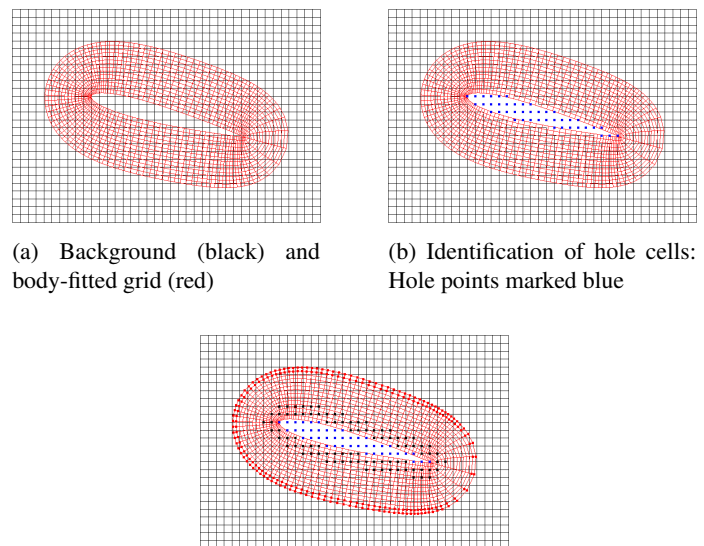 (a) Background (black) and
body-fitted grid (red)
(b) Identification of hole cells:
Hole points marked blue